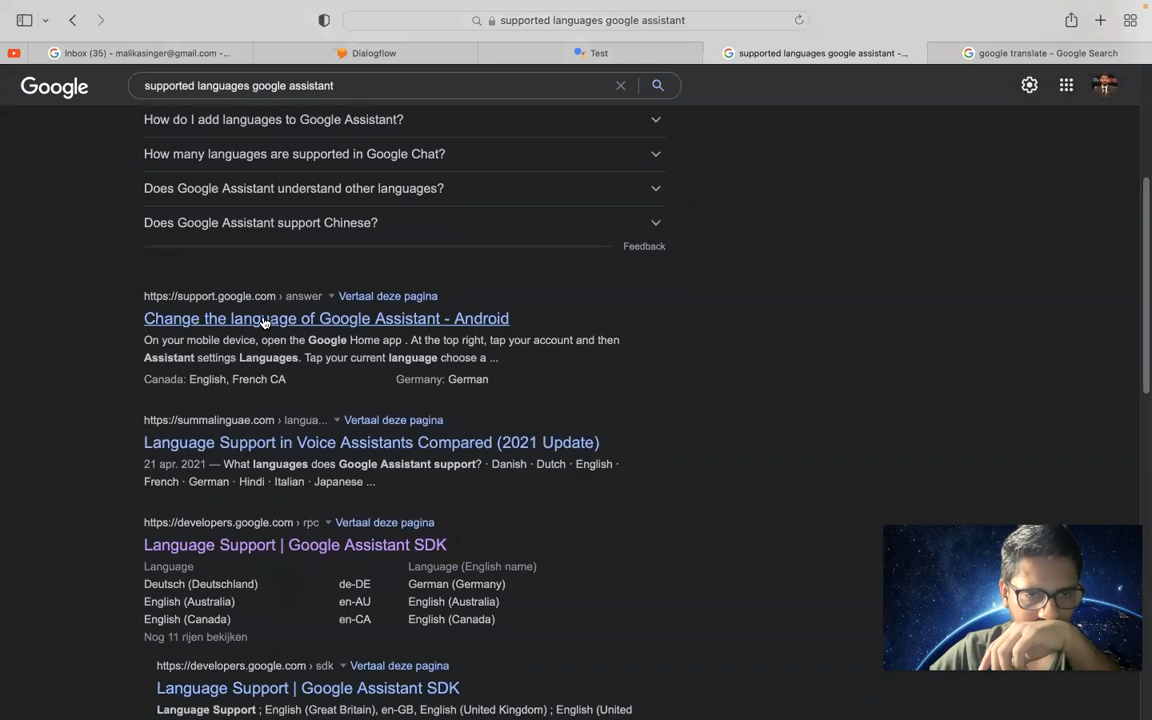 supported languages google assistant
Inbox (35) - malikasinger@gmail.com -...
Dialogflow
Test
supported languages google assistant -...
google translate - Google Search
Google
supported languages google assistant
How do I add languages to Google Assistant?
How many languages are supported in Google Chat?
Does Google Assistant understand other languages?
Does Google Assistant support Chinese?
Feedback
https://support.google.com › answer Vertaal deze pagina
Change the language of Google Assistant - Android
On your mobile device, open the Google Home app . At the top right, tap your account and then
Assistant settings Languages. Tap your current language choose a ...
Canada: English, French CA Germany: German
https://summalinguae.com › langua... Vertaal deze pagina
Language Support in Voice Assistants Compared (2021 Update)
21 apr. 2021 — What languages does Google Assistant support? · Danish · Dutch · English ·
French · German · Hindi · Italian · Japanese ...
https://developers.google.com › rpc Vertaal deze pagina
Language Support | Google Assistant SDK
Language Language (English name)
Deutsch (Deutschland) de-DE German (Germany)
English (Australia) en-AU English (Australia)
English (Canada) en-CA English (Canada)
Nog 11 rijen bekijken
https://developers.google.com › sdk Vertaal deze pagina
Language Support | Google Assistant SDK
Language Support ; English (Great Britain), en-GB, English (United Kingdom) ; English (United